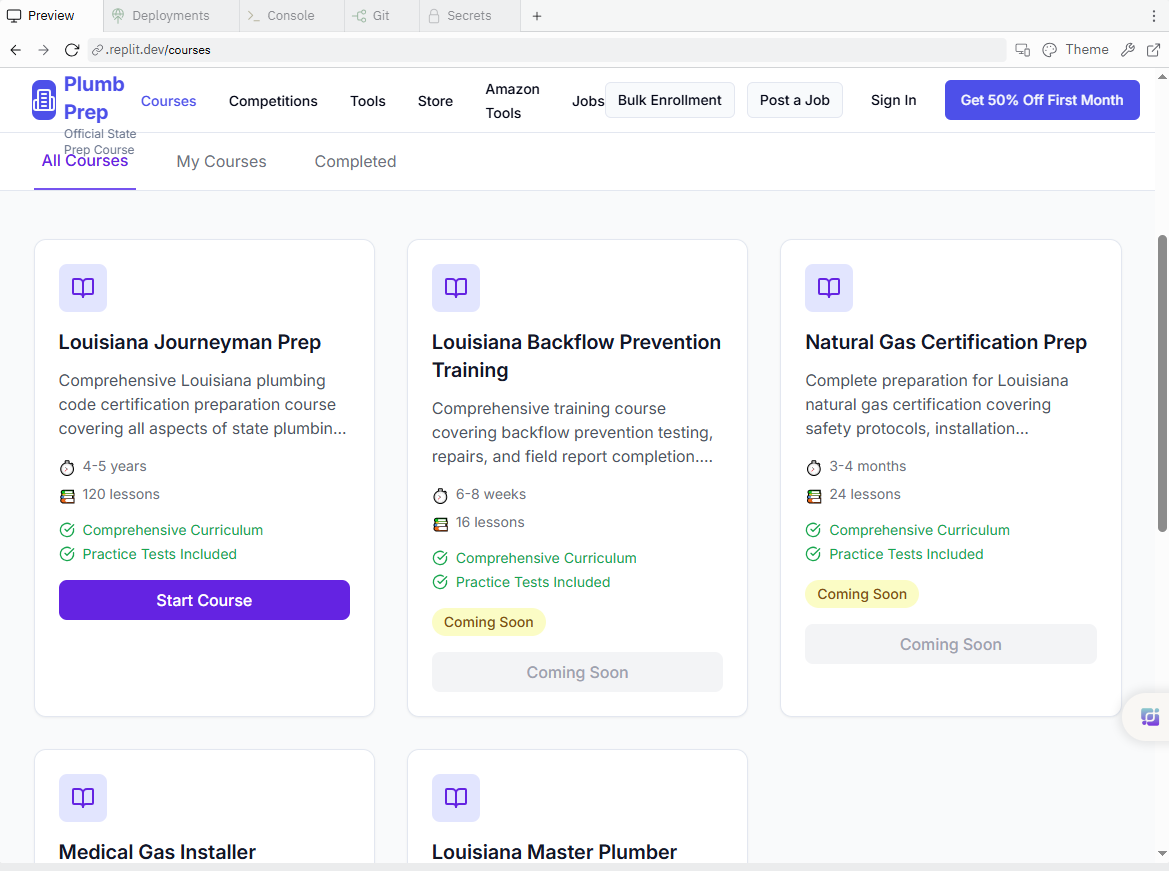 Preview
Deployments
Console
Git
Secrets
.replit.dev/courses
Theme
Plumb
Prep
Official State
Prep Course
Courses
Competitions
Tools
Store
Amazon
Tools
Jobs
Bulk Enrollment
Post a Job
Sign In
Get 50% Off First Month
All Courses
My Courses
Completed
Louisiana Journeyman Prep
Comprehensive Louisiana plumbing
code certification preparation course
covering all aspects of state plumbin...
4-5 years
120 lessons
Comprehensive Curriculum
Practice Tests Included
Start Course
Louisiana Backflow Prevention
Training
Comprehensive training course
covering backflow prevention testing,
repairs, and field report completion....
6-8 weeks
16 lessons
Comprehensive Curriculum
Practice Tests Included
Coming Soon
Coming Soon
Natural Gas Certification Prep
Complete preparation for Louisiana
natural gas certification covering
safety protocols, installation...
3-4 months
24 lessons
Comprehensive Curriculum
Practice Tests Included
Coming Soon
Coming Soon
Medical Gas Installer
Louisiana Master Plumber